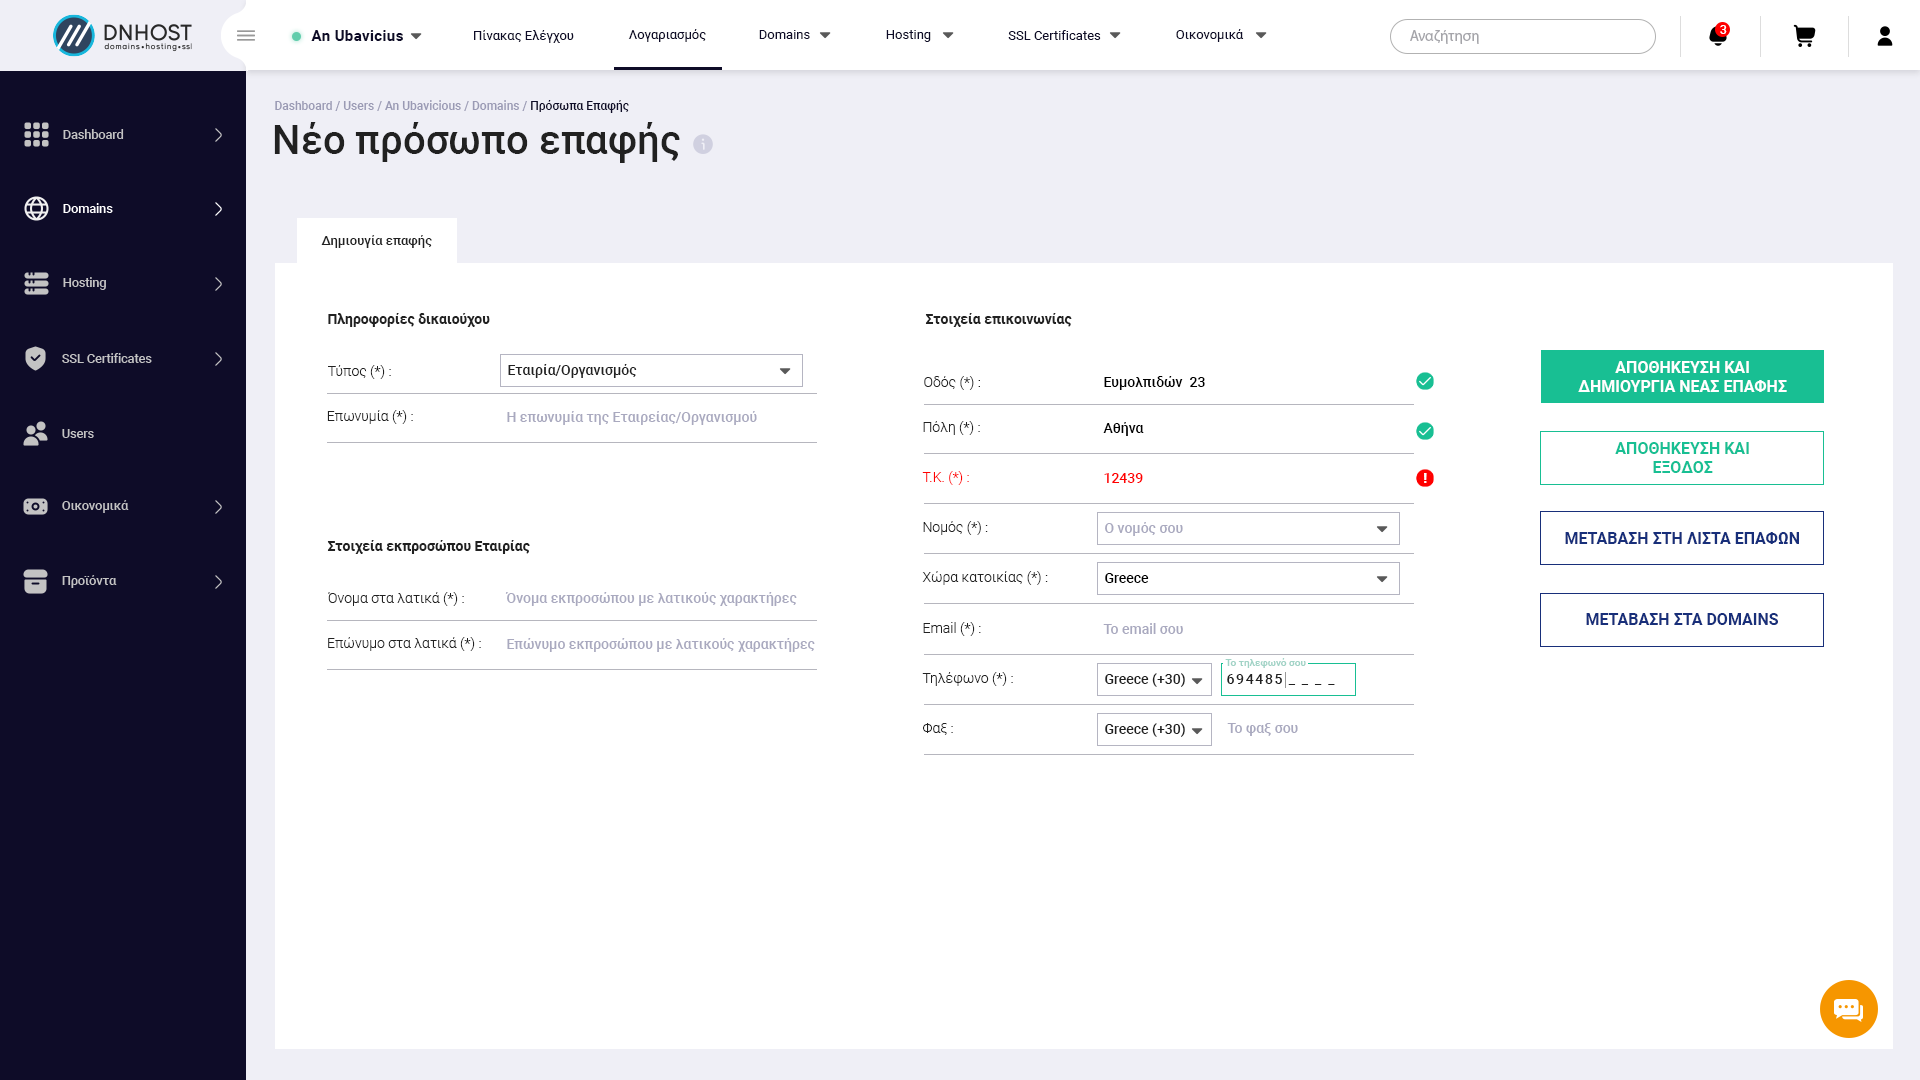 DNHOST
domains•hosting•ssl
An Ubavicius
Πίνακας Ελέγχου
Λογαριασμός
Domains
Hosting
SSL Certificates
Οικονομικά
Αναζήτηση
3
Dashboard
Domains
Hosting
SSL Certificates
Users
Οικονομικά
Προϊόντα
Dashboard / Users / An Ubavicious / Domains / Πρόσωπα Επαφής
Νέο πρόσωπο επαφής
Δημιουγία επαφής
Πληροφορίες δικαιούχου
Τύπος (*) : Εταιρία/Οργανισμός
Επωνυμία (*) : Η επωνυμία της Εταιρείας/Οργανισμού
Στοιχεία εκπροσώπου Εταιρίας
Όνομα στα λατικά (*) : Όνομα εκπροσώπου με λατικούς χαρακτήρες
Επώνυμο στα λατικά (*) : Επώνυμο εκπροσώπου με λατικούς χαρακτήρες
Στοιχεία επικοινωνίας
Οδός (*) : Ευμολπιδών 23
Πόλη (*) : Αθήνα
Τ.Κ. (*) : 12439
Νομός (*) : Ο νομός σου
Χώρα κατοικίας (*) : Greece
Email (*) : Το email σου
Το τηλεφωνό σου
Τηλέφωνο (*) : Greece (+30) 694485|_ _ _ _
Φαξ : Greece (+30) Το φαξ σου
ΑΠΟΘΗΚΕΥΣΗ ΚΑΙ
ΔΗΜΙΟΥΡΓΙΑ ΝΕΑΣ ΕΠΑΦΗΣ
ΑΠΟΘΗΚΕΥΣΗ ΚΑΙ
ΕΞΟΔΟΣ
ΜΕΤΑΒΑΣΗ ΣΤΗ ΛΙΣΤΑ ΕΠΑΦΩΝ
ΜΕΤΑΒΑΣΗ ΣΤΑ DOMAINS